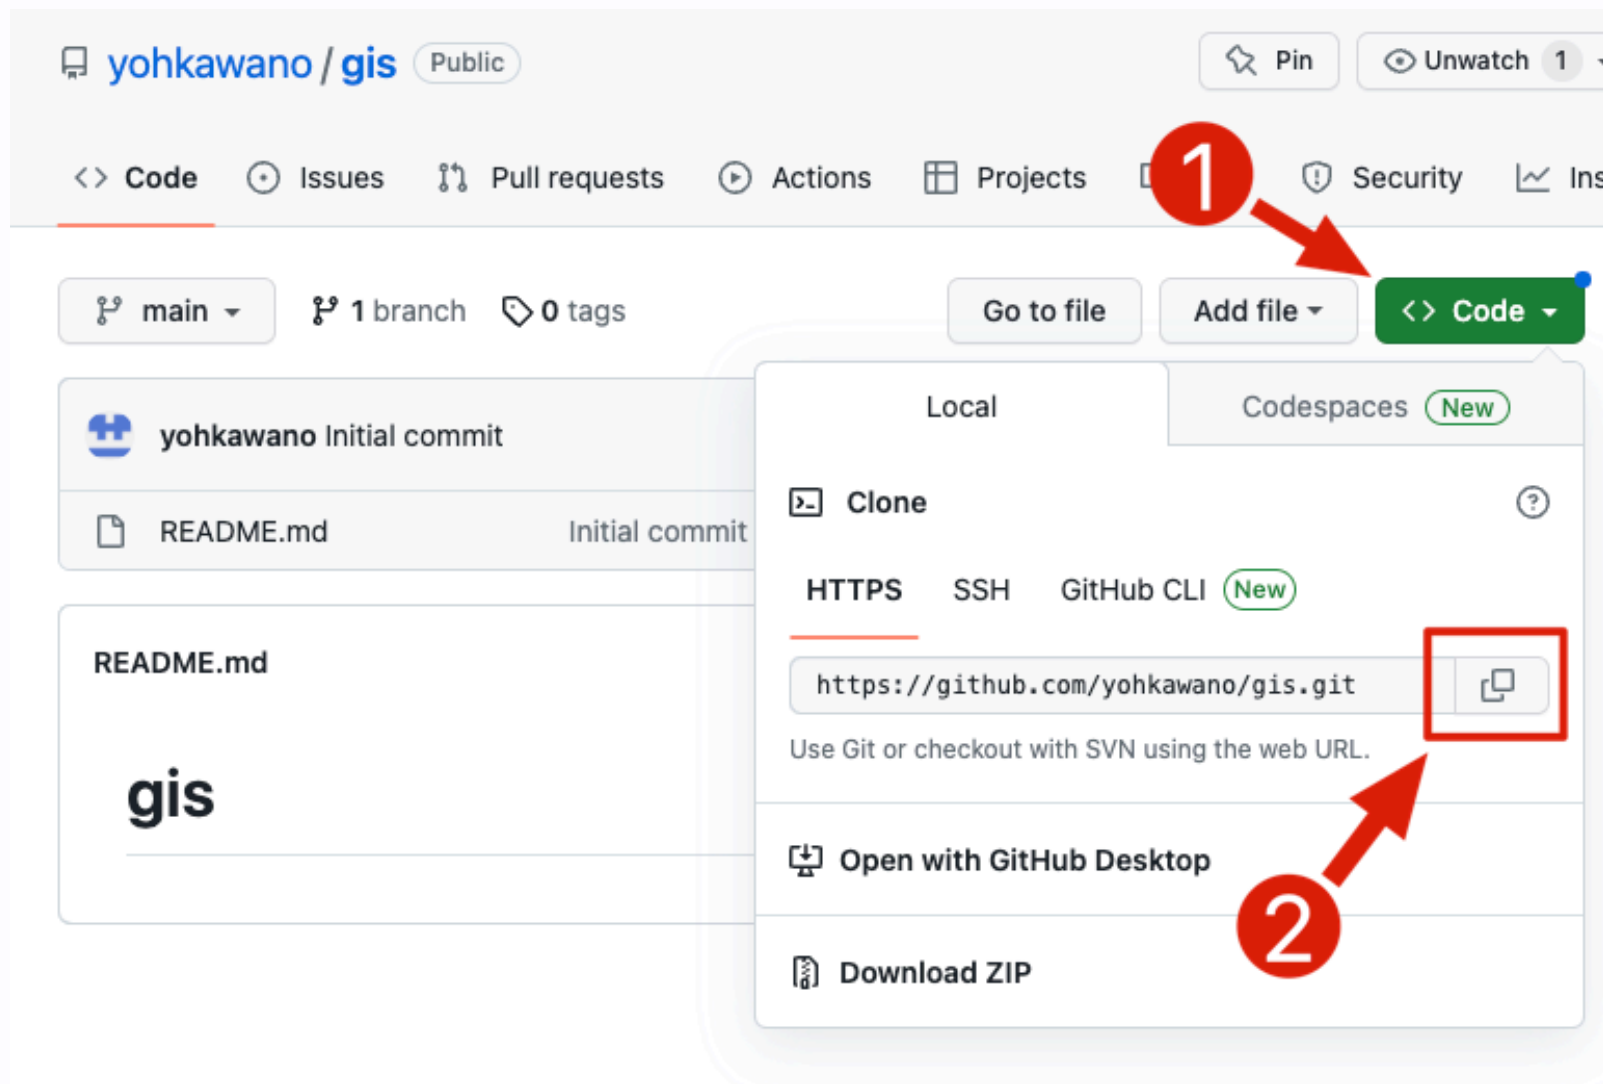 yohkawano / gis Public Pin Unwatch 1
Code Issues Pull requests Actions Projects Security
1
main 1 branch 0 tags Go to file Add file Code
Local Codespaces New
yohkawano Initial commit
Clone
README.md Initial commit
HTTPS SSH GitHub CLI New
README.md
https://github.com/yohkawano/gis.git
Use Git or checkout with SVN using the web URL.
gis
Open with GitHub Desktop
2
Download ZIP